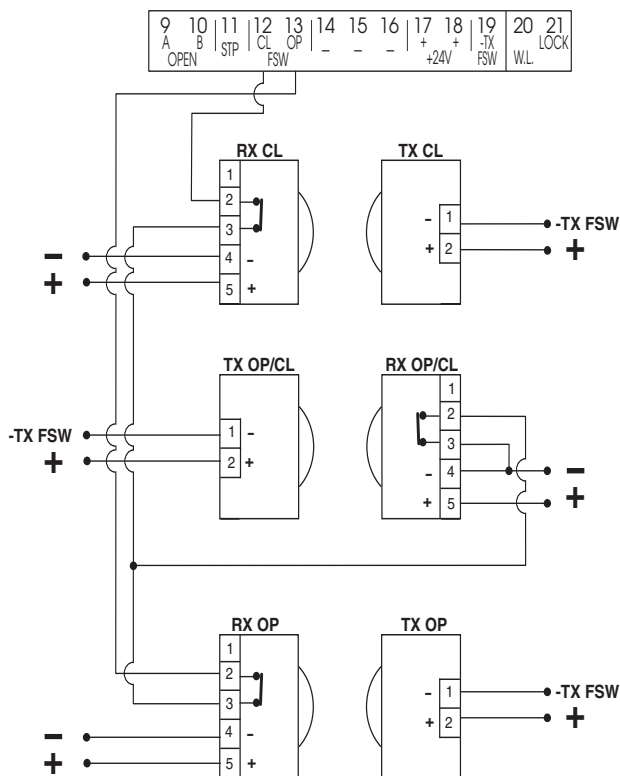 9 10 11 12 13 14 15 16 17 18 19 20 21
A B STP CL OP – – – + + -TX LOCK
OPEN FSW +24V FSW W.L.
RX CL TX CL
1
2
3
4 -
5 +
- 1 -TX FSW
+ 2 +
-
+
TX OP/CL RX OP/CL
-TX FSW 1 -
+ 2 +
1
2
3
- 4 -
+ 5 +
RX OP TX OP
1
2
3
- 4 -
+ 5 +
- 1 -TX FSW
+ 2 +